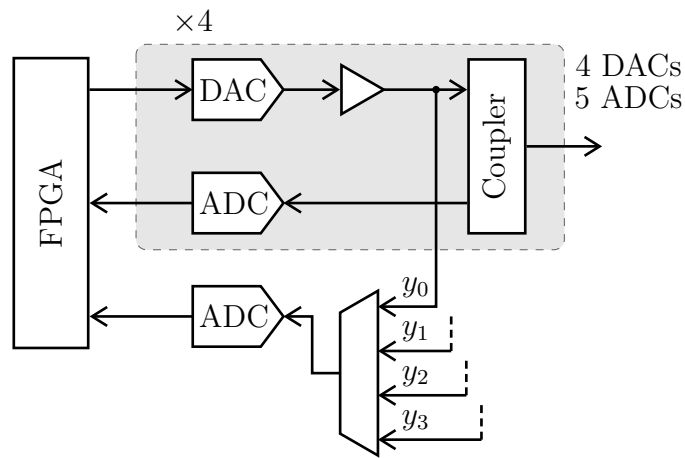 ×4
4 DACs
5 ADCs
DAC
Coupler
FPGA
ADC
ADC
y₀
y₁
y₂
y₃